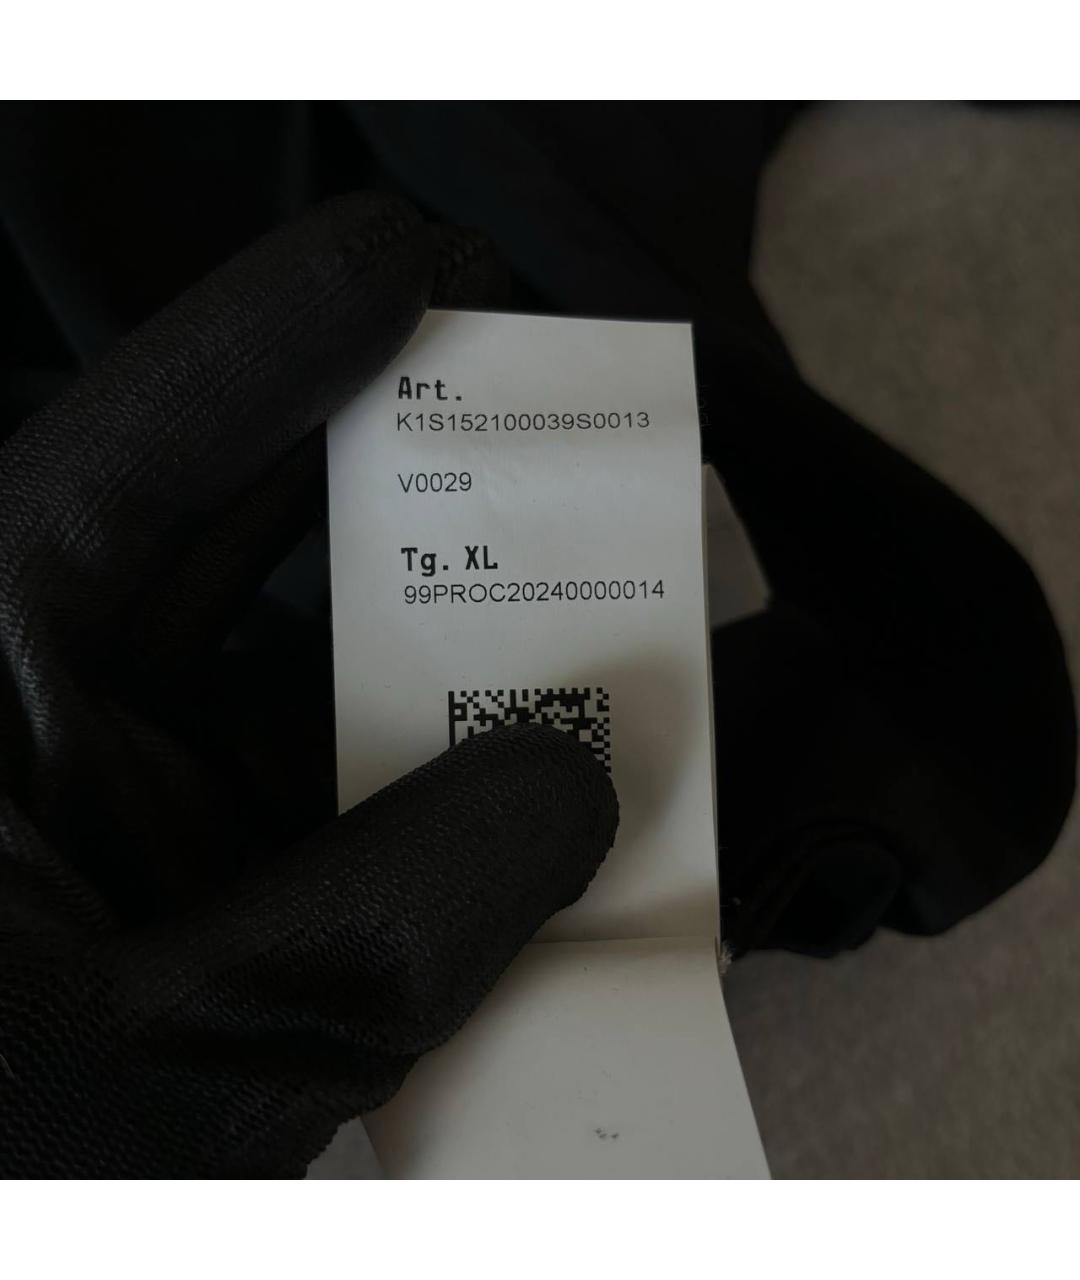 Art.
K1S152100039S0013
V0029
Tg. XL
99PROC20240000014